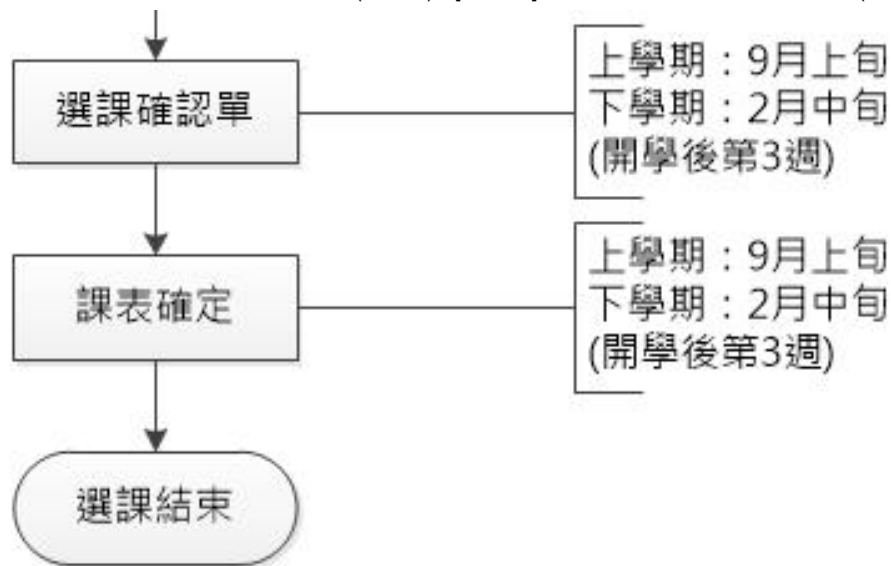 選課確認單
上學期：9月上旬
下學期：2月中旬
(開學後第3週)
課表確定
上學期：9月上旬
下學期：2月中旬
(開學後第3週)
選課結束